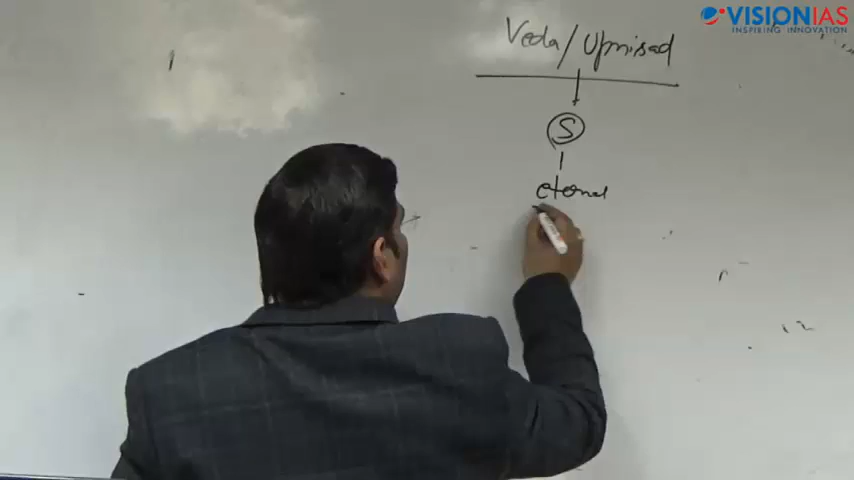 VISIONIAS
INSPIRING INNOVATION
Veda/Upnisad
S
eternal